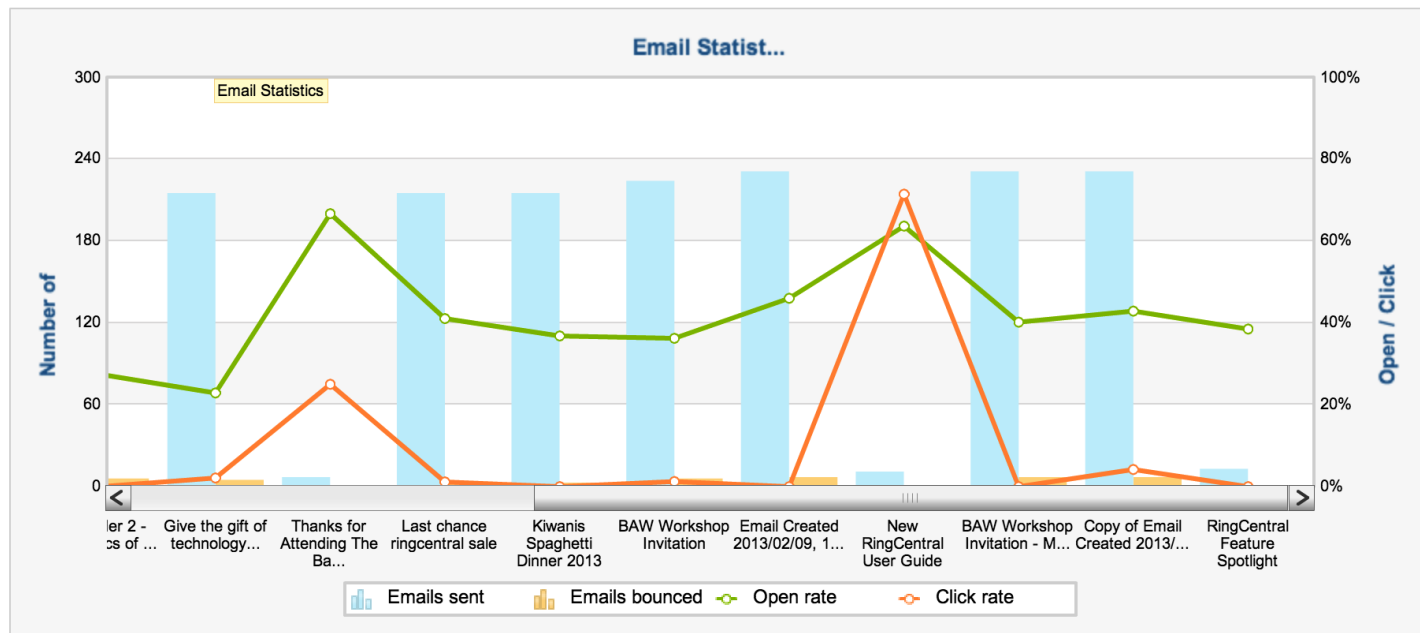 Email Statist...
300
100%
Email Statistics
240
80%
180
60%
Number of
Open / Click
120
40%
60
20%
0
0%
ler 2 -
cs of ...
Give the gift of
technology...
Thanks for
Attending The
Ba...
Last chance
ringcentral sale
Kiwanis
Spaghetti
Dinner 2013
BAW Workshop
Invitation
Email Created
2013/02/09, 1...
New
RingCentral
User Guide
BAW Workshop
Invitation - M...
Copy of Email
Created 2013/...
RingCentral
Feature
Spotlight
Emails sent
Emails bounced
Open rate
Click rate